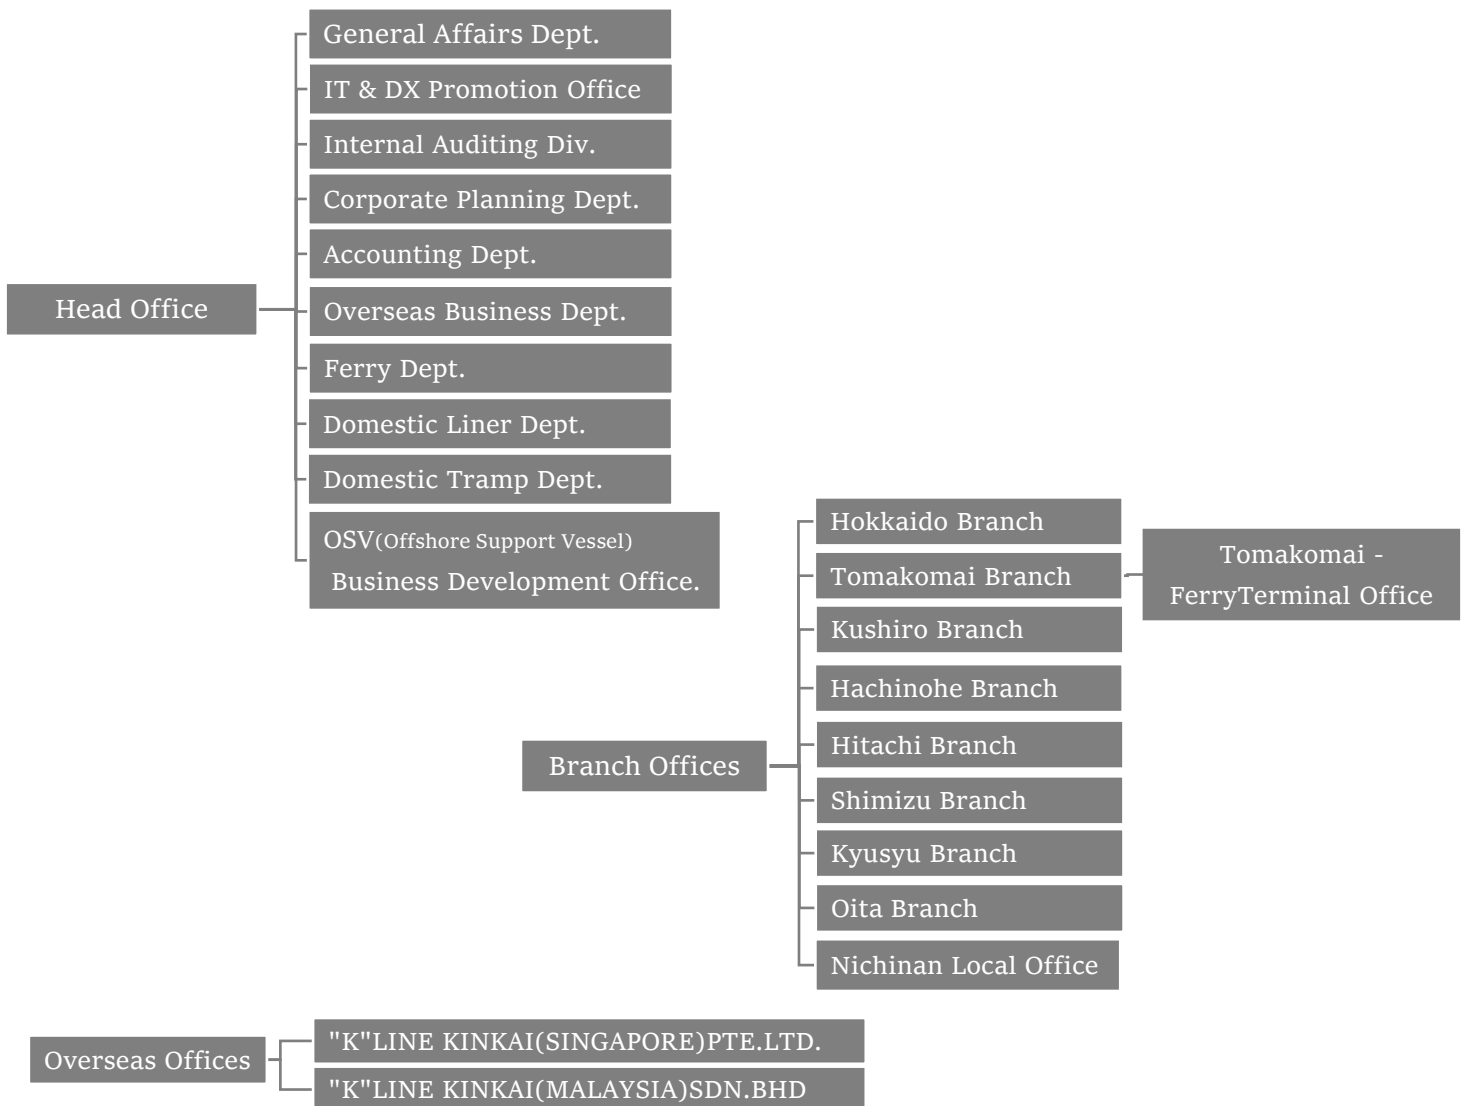 General Affairs Dept.
IT & DX Promotion Office
Internal Auditing Div.
Corporate Planning Dept.
Accounting Dept.
Head Office
Overseas Business Dept.
Ferry Dept.
Domestic Liner Dept.
Domestic Tramp Dept.
OSV(Offshore Support Vessel)
Business Development Office.
Branch Offices
Hokkaido Branch
Tomakomai Branch
Tomakomai -
FerryTerminal Office
Kushiro Branch
Hachinohe Branch
Hitachi Branch
Shimizu Branch
Kyusyu Branch
Oita Branch
Nichinan Local Office
Overseas Offices
"K"LINE KINKAI(SINGAPORE)PTE.LTD.
"K"LINE KINKAI(MALAYSIA)SDN.BHD